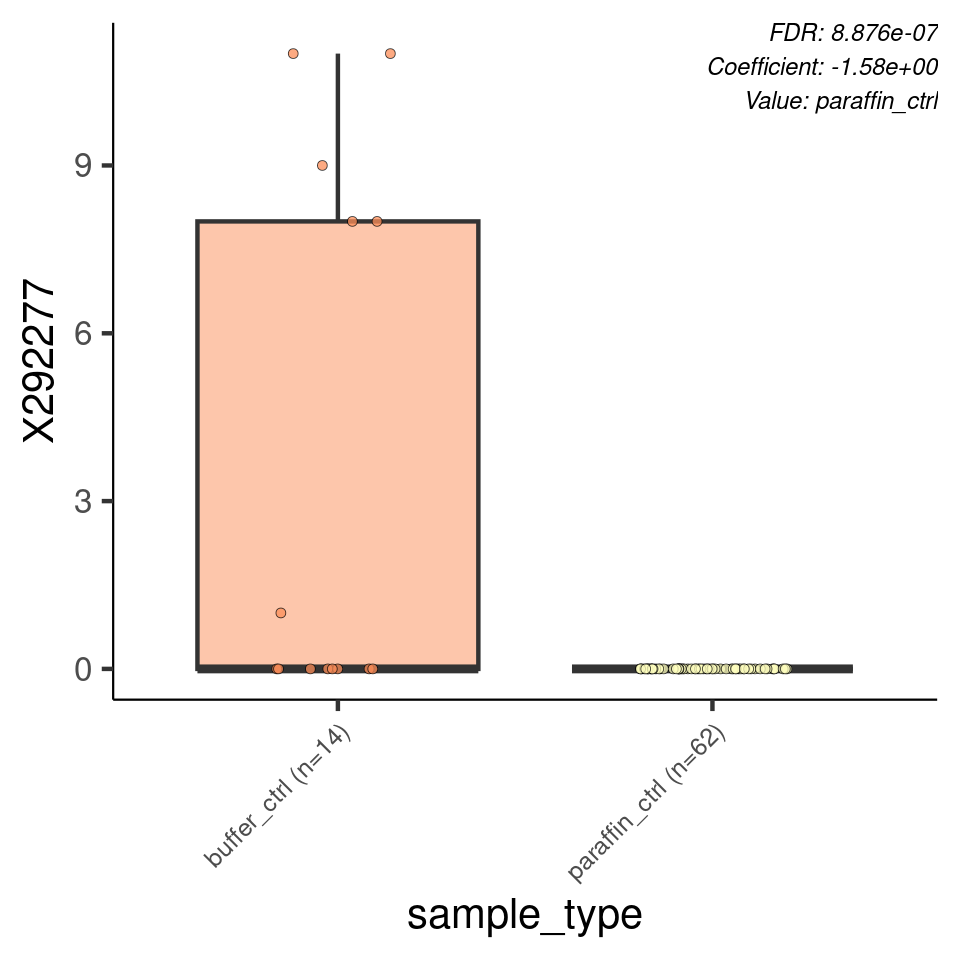 FDR: 8.876e-07
Coefficient: -1.58e+00
Value: paraffin_ctrl
X292277
9
6
3
0
buffer_ctrl (n=14)
paraffin_ctrl (n=62)
sample_type